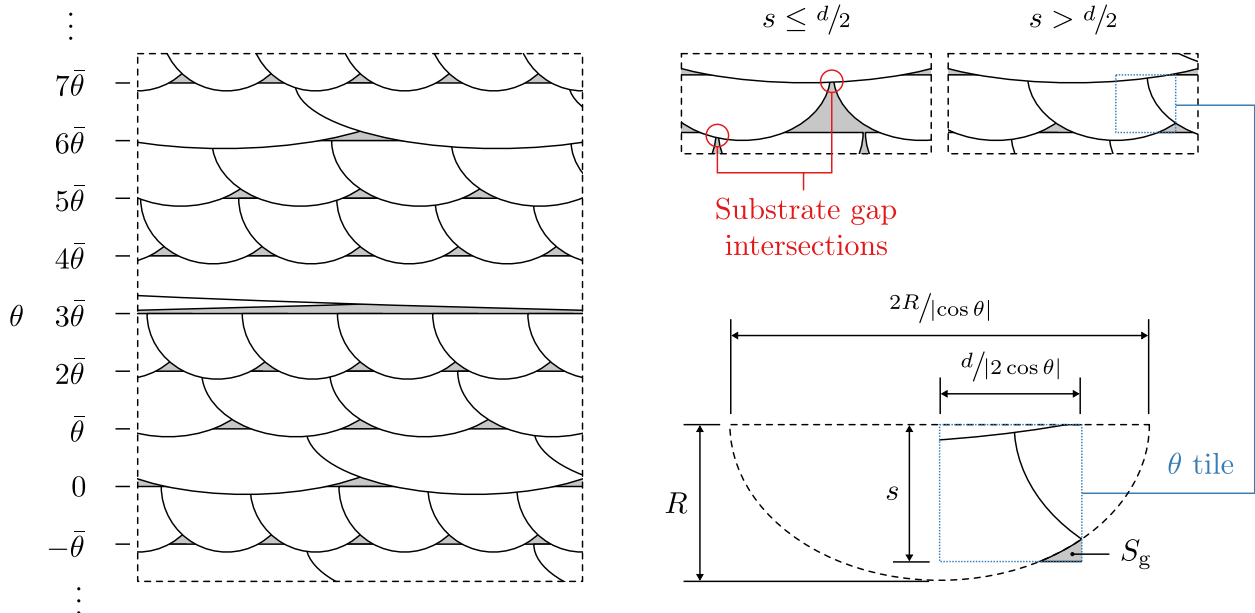 ⋮
7θ̄
6θ̄
5θ̄
4θ̄
θ 3θ̄
2θ̄
θ̄
0
−θ̄
⋮
s ≤ d/2
s > d/2
Substrate gap
intersections
2R/|cos θ|
d/|2 cos θ|
θ tile
R
s
S_g